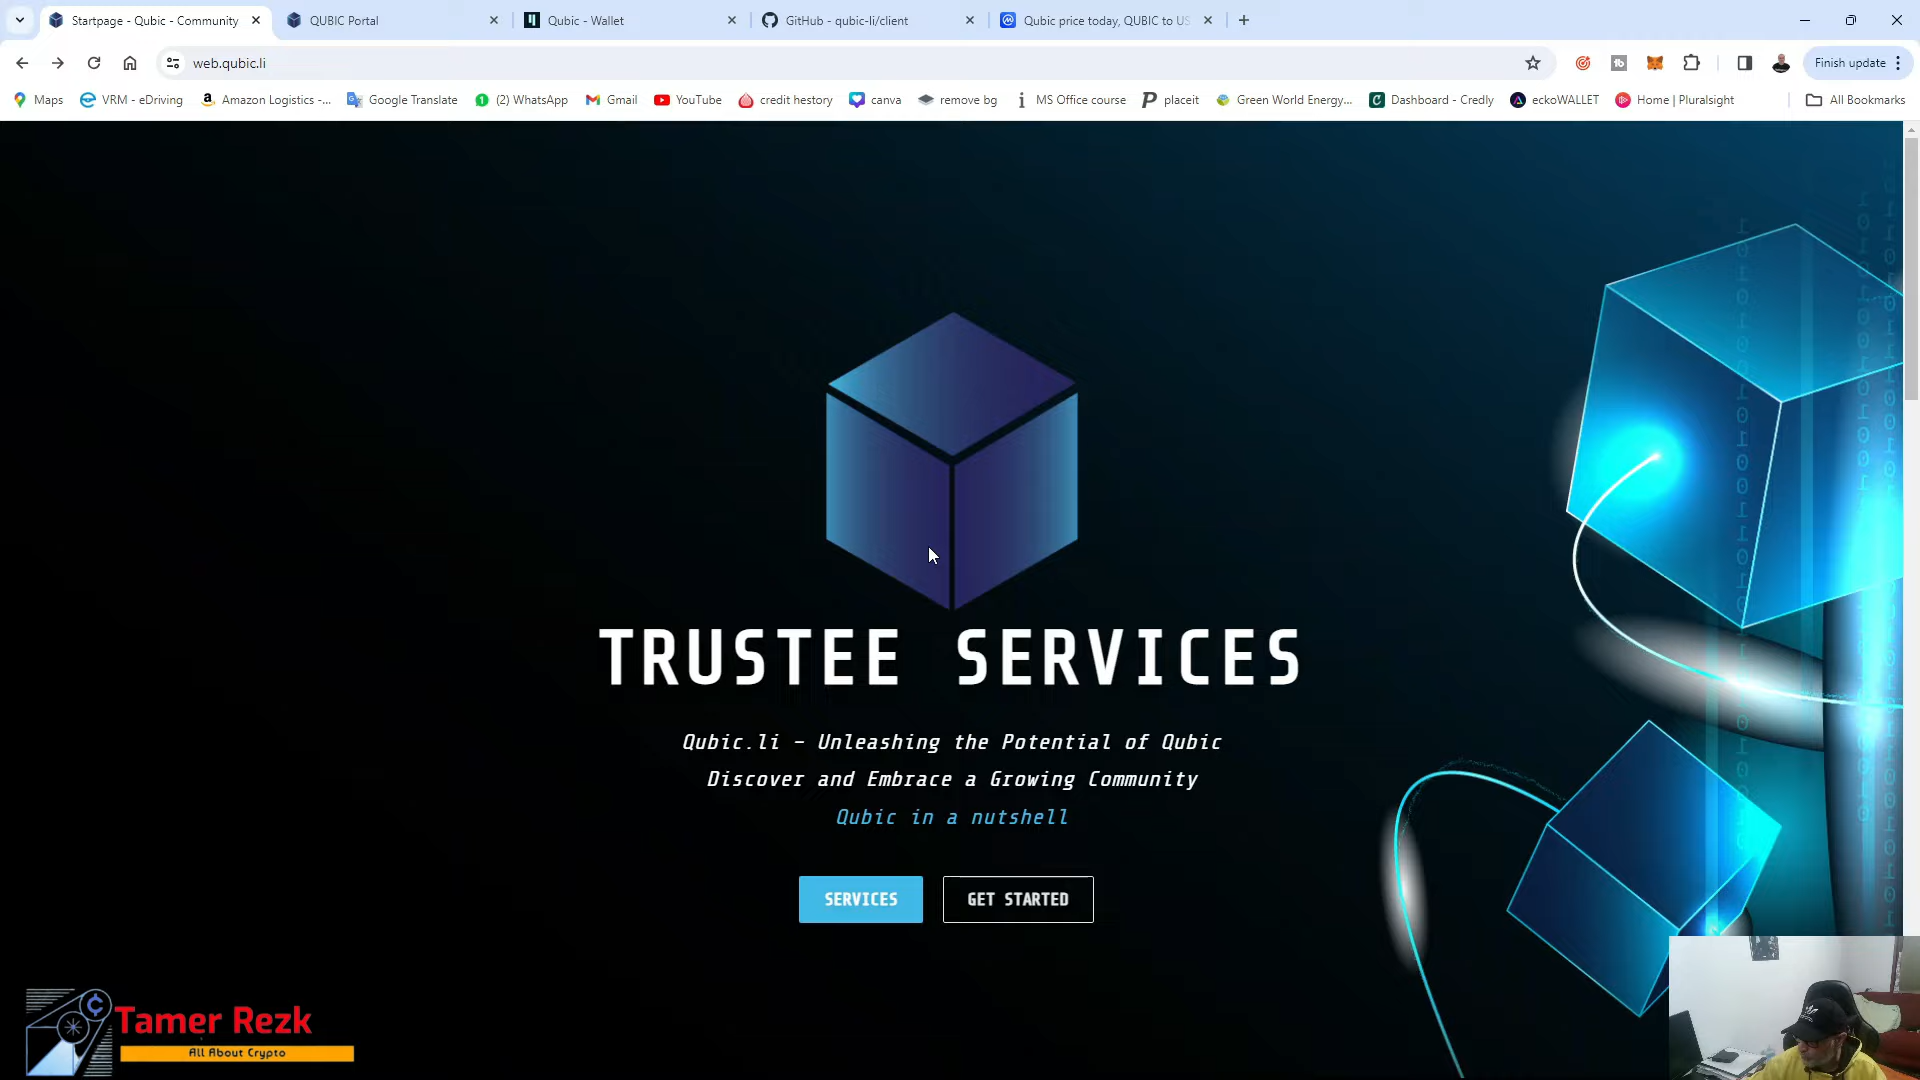 Startpage - Qubic - Community
QUBIC Portal
Qubic - Wallet
GitHub - qubic-li/client
Qubic price today, QUBIC to US
web.qubic.li
Finish update
Maps
VRM - eDriving
Amazon Logistics -...
Google Translate
(2) WhatsApp
Gmail
YouTube
credit hestory
canva
remove bg
MS Office course
placeit
Green World Energy...
Dashboard - Credly
eckoWALLET
Home | Pluralsight
All Bookmarks
TRUSTEE SERVICES
Qubic.li - Unleashing the Potential of Qubic
Discover and Embrace a Growing Community
Qubic in a nutshell
SERVICES
GET STARTED
Tamer Rezk
All About Crypto